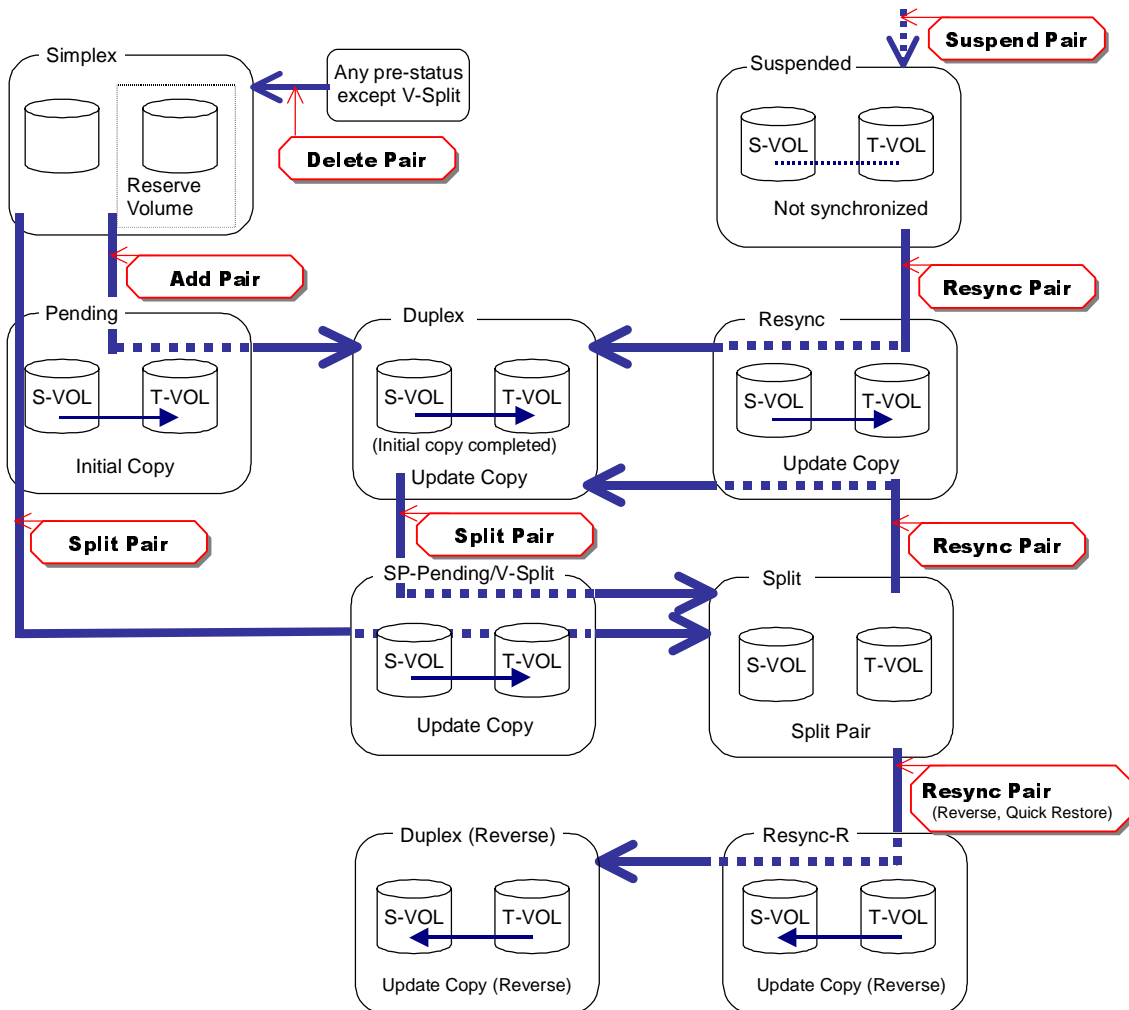 Suspend Pair
Simplex
Any pre-status
except V-Split
Suspended
S-VOL
T-VOL
Delete Pair
Reserve
Volume
Not synchronized
Add Pair
Resync Pair
Pending
Duplex
Resync
S-VOL
T-VOL
S-VOL
T-VOL
S-VOL
T-VOL
(Initial copy completed)
Initial Copy
Update Copy
Update Copy
Split Pair
Split Pair
Resync Pair
SP-Pending/V-Split
Split
S-VOL
T-VOL
S-VOL
T-VOL
Update Copy
Split Pair
Resync Pair
(Reverse, Quick Restore)
Duplex (Reverse)
Resync-R
S-VOL
T-VOL
S-VOL
T-VOL
Update Copy (Reverse)
Update Copy (Reverse)